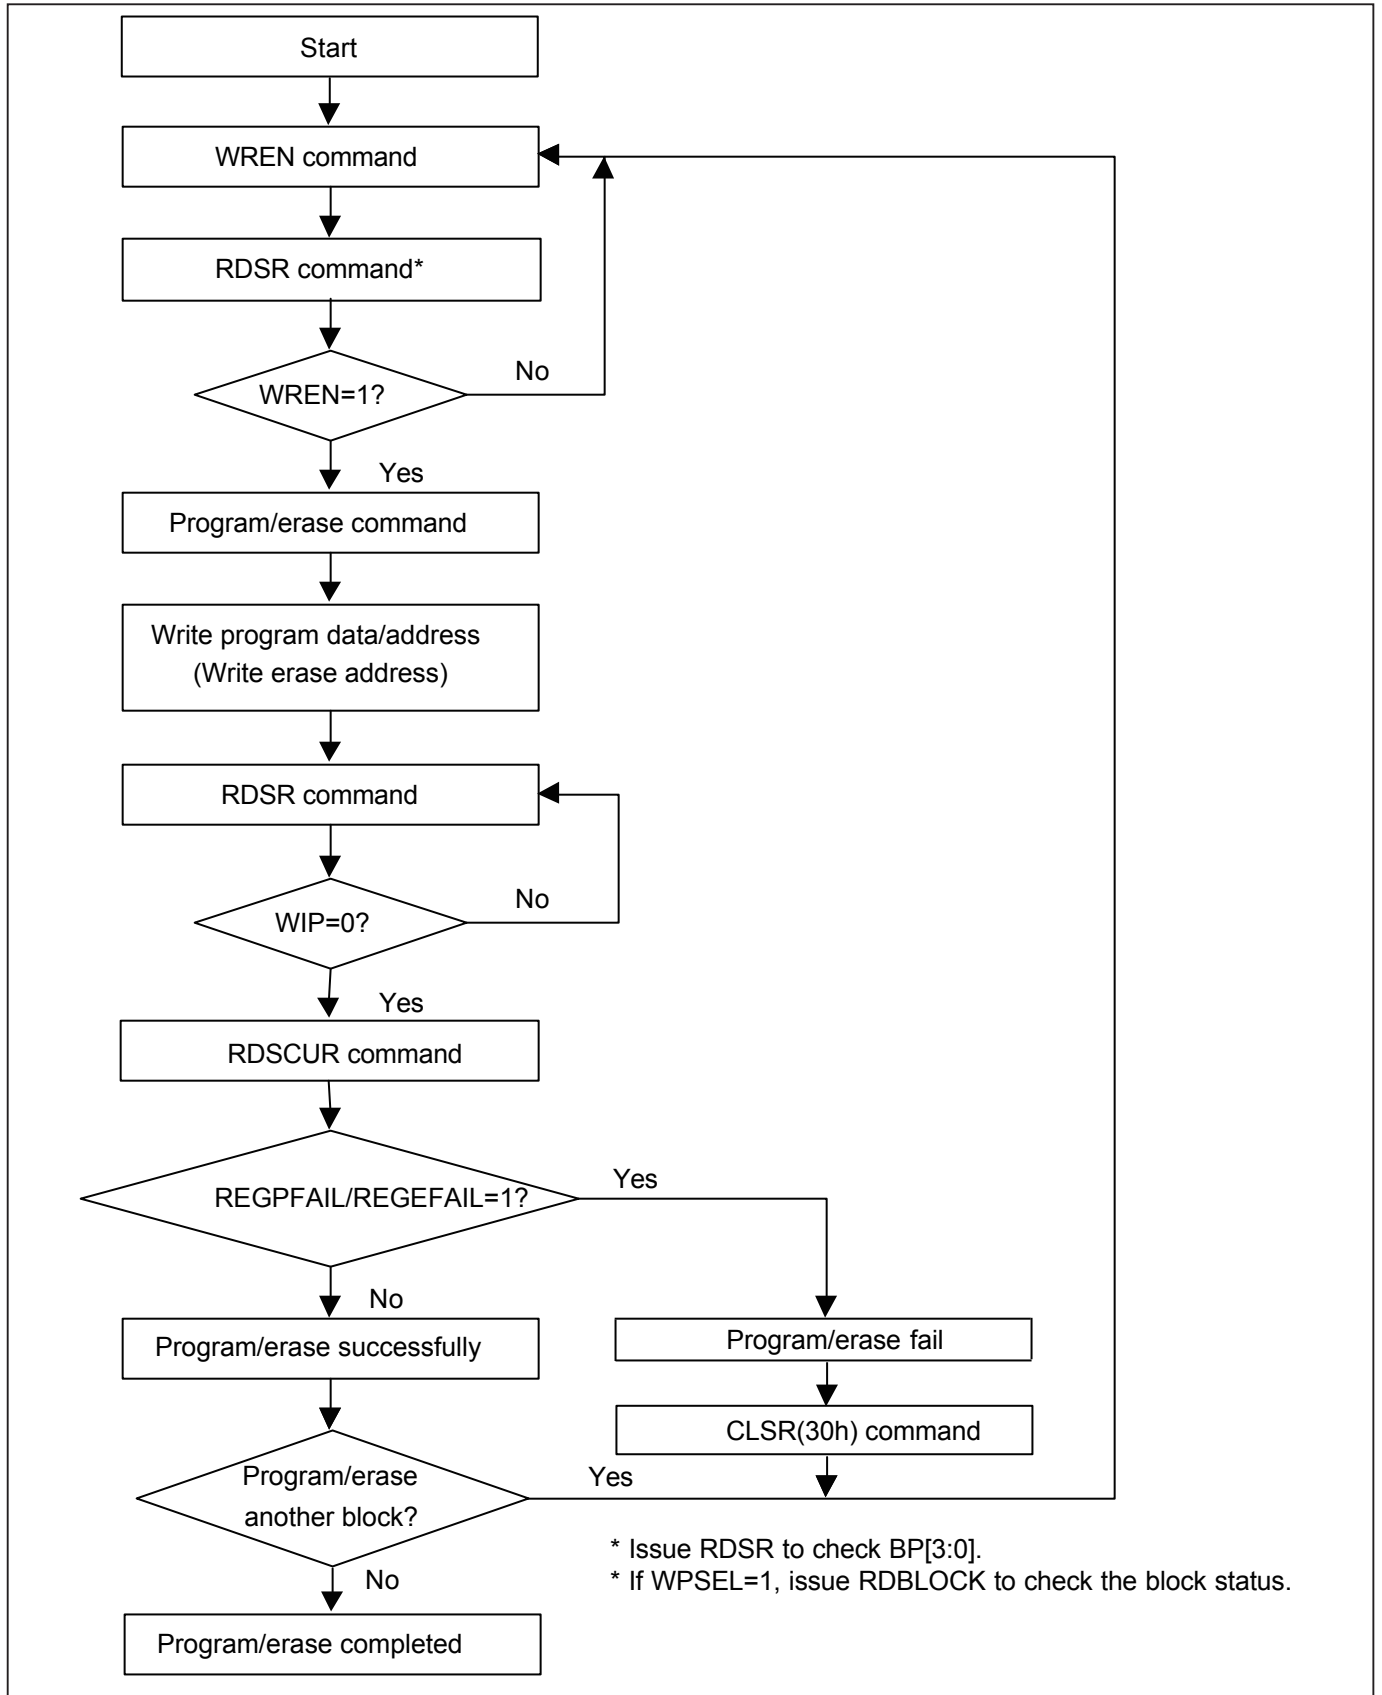 Start
WREN command
RDSR command*
WREN=1?
No
Yes
Program/erase command
Write program data/address
(Write erase address)
RDSR command
WIP=0?
No
Yes
RDSCUR command
REGPFAIL/REGEFAIL=1?
Yes
No
Program/erase successfully
Program/erase fail
CLSR(30h) command
Program/erase
another block?
Yes
No
* Issue RDSR to check BP[3:0].
* If WPSEL=1, issue RDBLOCK to check the block status.
Program/erase completed